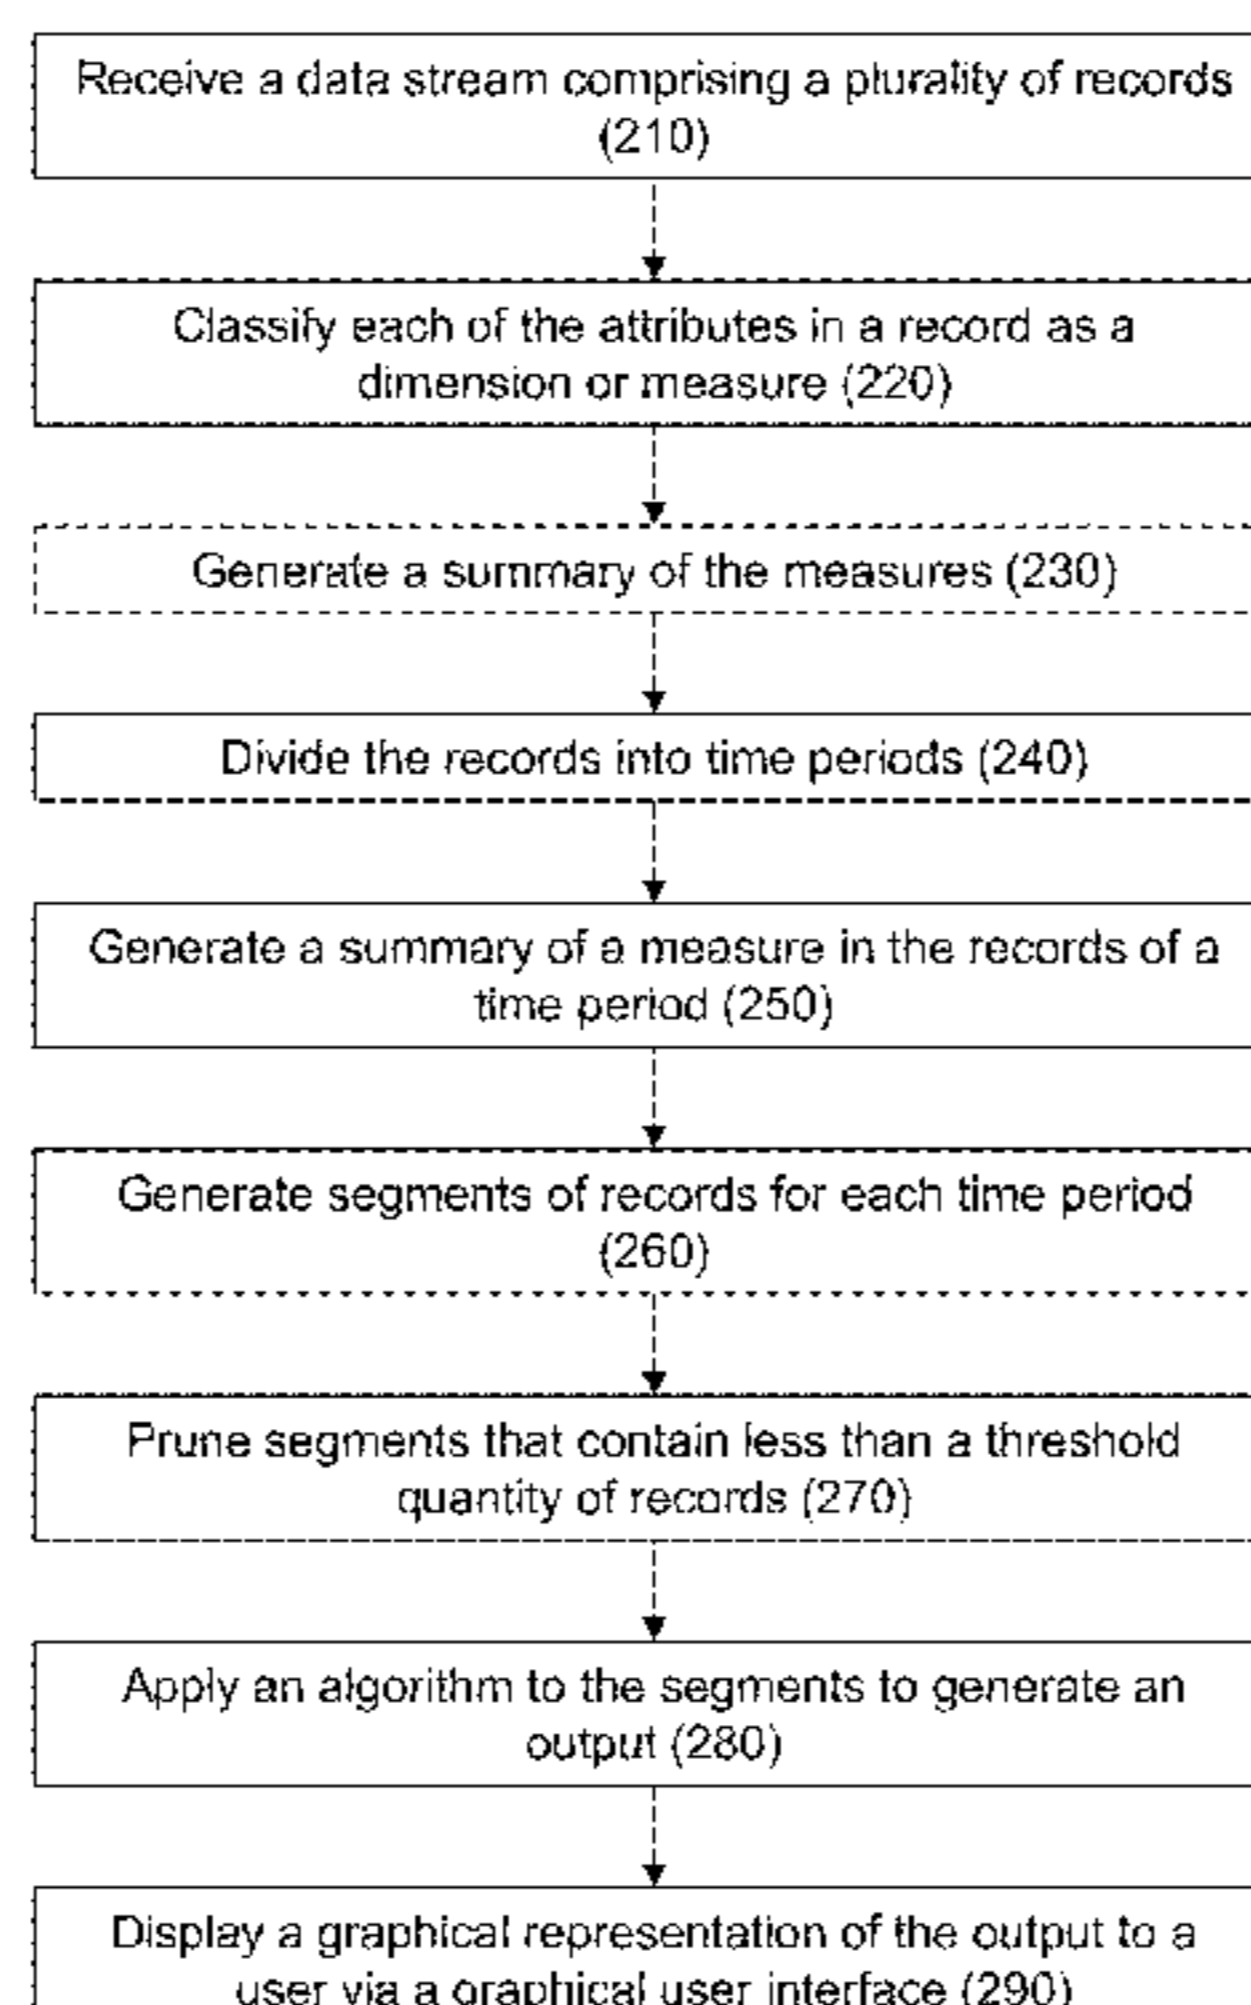 Receive a data stream comprising a plurality of records
(210)
Classify each of the attributes in a record as a
dimension or measure (220)
Generate a summary of the measures (230)
Divide the records into time periods (240)
Generate a summary of a measure in the records of a
time period (250)
Generate segments of records for each time period
(260)
Prune segments that contain less than a threshold
quantity of records (270)
Apply an algorithm to the segments to generate an
output (280)
Display a graphical representation of the output to a
user via a graphical user interface (290)